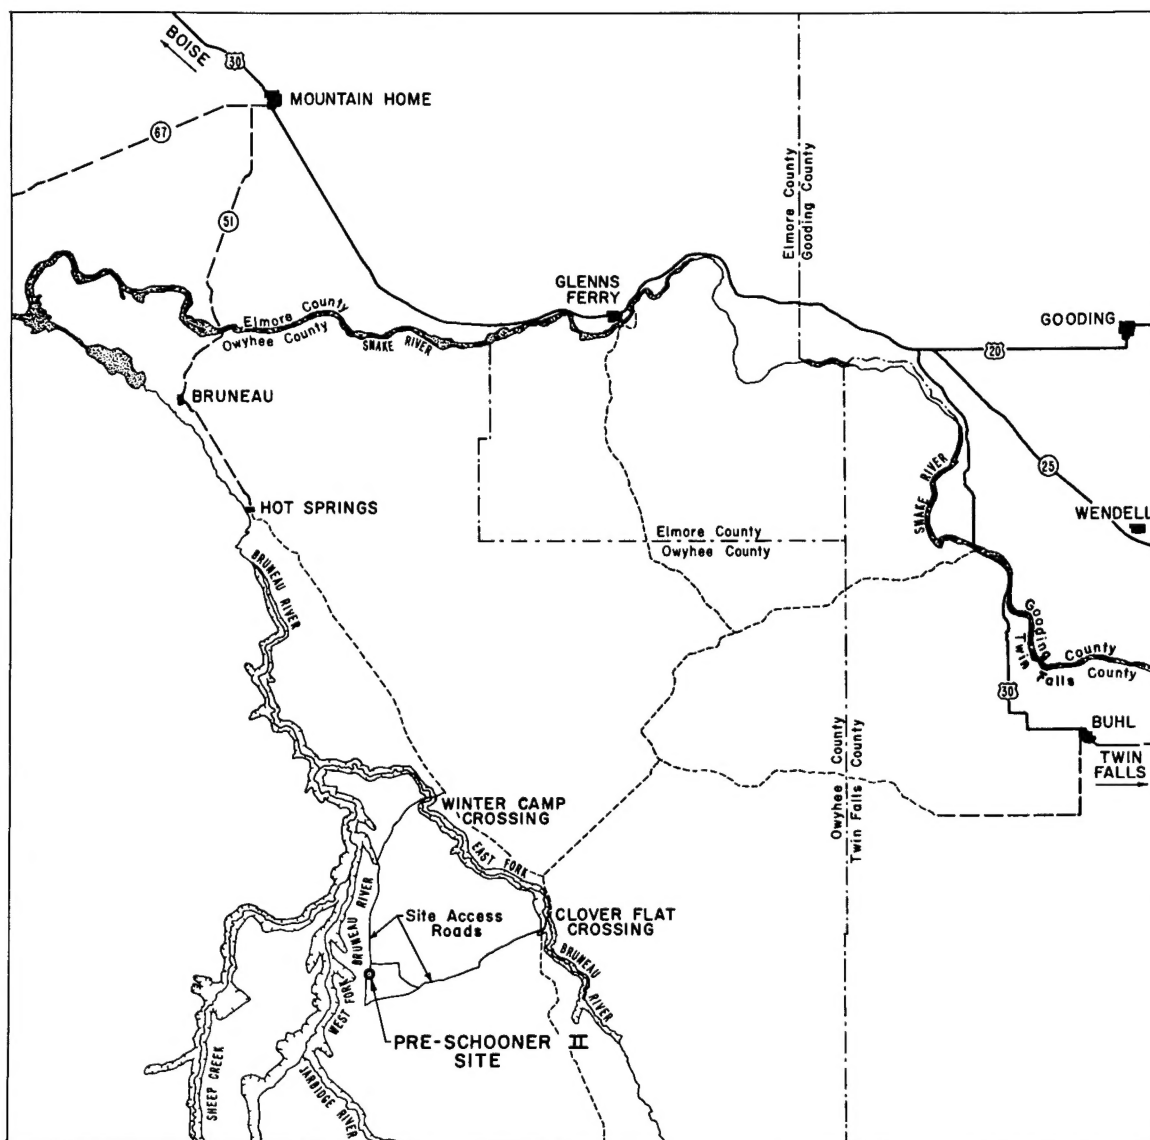 BOISE
30
MOUNTAIN HOME
67
51
Elmore County
Gooding County
GLENNS
FERRY
Elmore County
Owyhee County
SNAKE RIVER
GOODING
20
BRUNEAU
25
SNAKE RIVER
WENDELL
HOT SPRINGS
Elmore County
Owyhee County
BRUNEAU RIVER
Gooding County
Twin Falls County
30
BUHL
TWIN
FALLS
Owyhee County
Twin Falls County
WINTER CAMP
CROSSING
EAST FORK
BRUNEAU RIVER
Site Access
Roads
CLOVER FLAT
CROSSING
BRUNEAU RIVER
WEST FORK
PRE-SCHOONER II
SITE
SHEEP CREEK
JARBIDGE RIVER